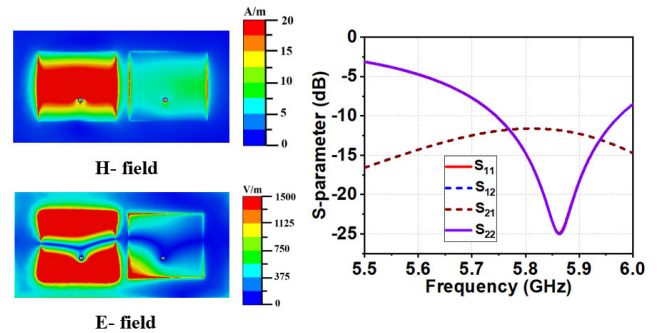 A/m
20
15
10
5
0
H- field
V/m
1500
1125
750
375
0
E- field
S-parameter (dB)
0
-5
-10
-15
-20
-25
S11
S12
S21
S22
5.5 5.6 5.7 5.8 5.9 6.0
Frequency (GHz)